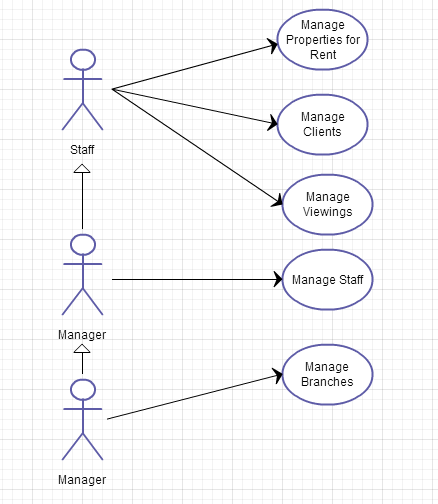 Manage
Properties for
Rent
Manage
Clients
Staff
Manage
Viewings
Manage Staff
Manager
Manage
Branches
Manager